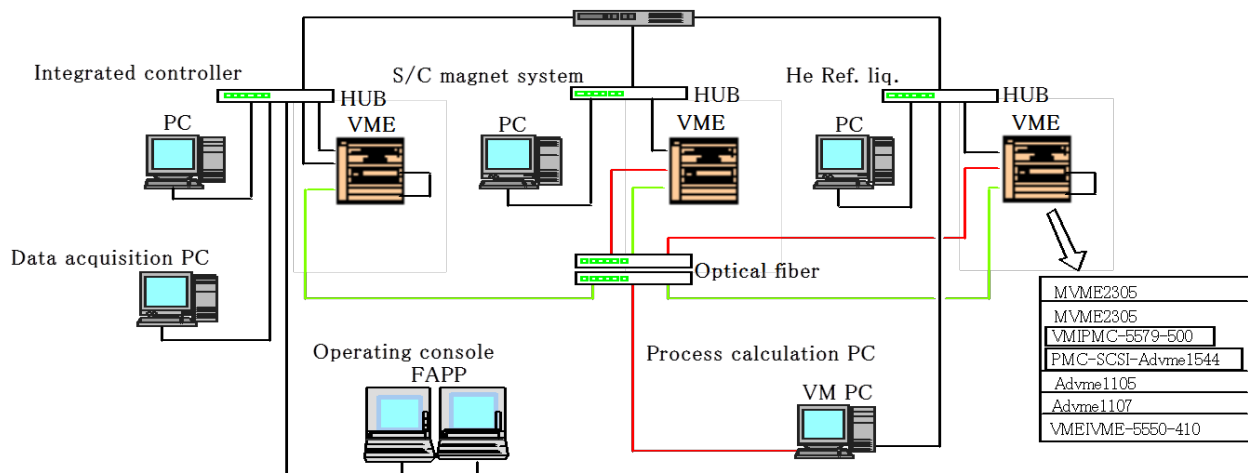 Integrated controller
S/C magnet system
He Ref. liq.
HUB
HUB
HUB
PC
VME
PC
VME
PC
VME
Data acquisition PC
Optical fiber
MVME2305
MVME2305
VMIPMC-5579-500
PMC-SCSI-Advme1544
Advme1105
Advme1107
VMEIVME-5550-410
Operating console
FAPP
Process calculation PC
VM PC